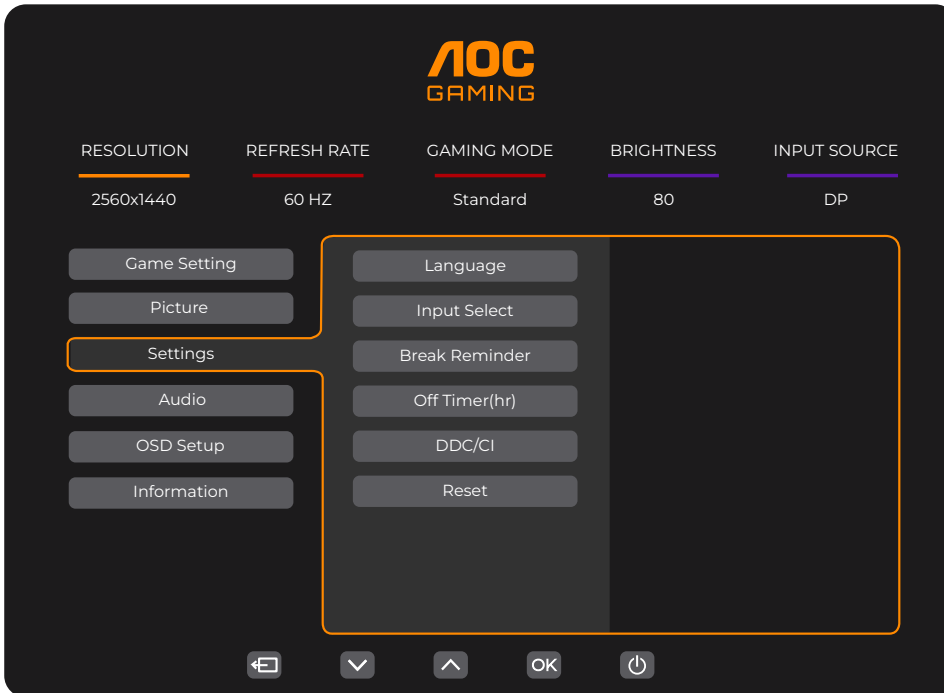 AOC
GAMING
RESOLUTION REFRESH RATE GAMING MODE BRIGHTNESS INPUT SOURCE
2560x1440 60 HZ Standard 80 DP
Game Setting
Picture
Settings
Audio
OSD Setup
Information
Language
Input Select
Break Reminder
Off Timer(hr)
DDC/CI
Reset
OK